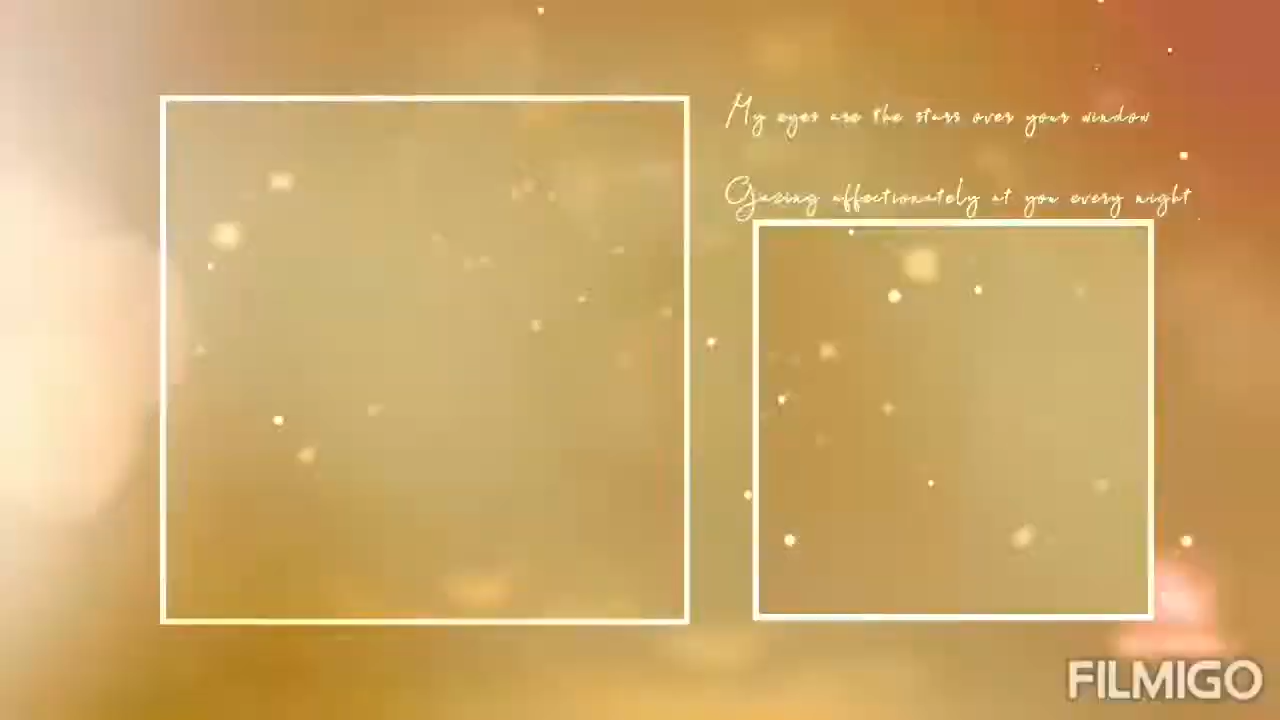 My eyes are the stars over your window
Gazing affectionately at you every night
FILMIGO